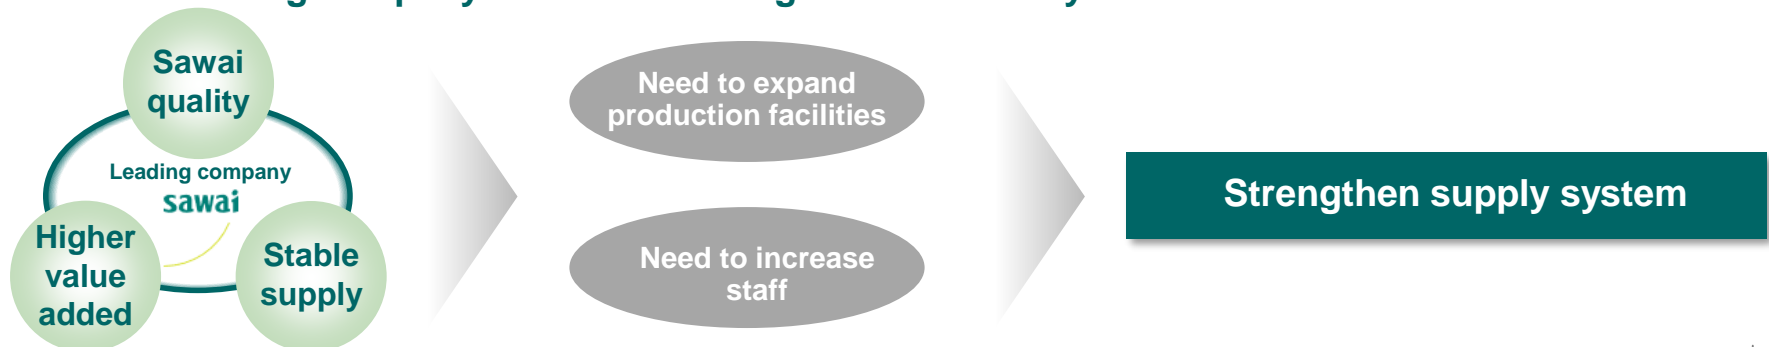 Sawai
quality
Leading company
sawai
Higher
value
added
Stable
supply
Need to expand
production facilities
Need to increase
staff
Strengthen supply system